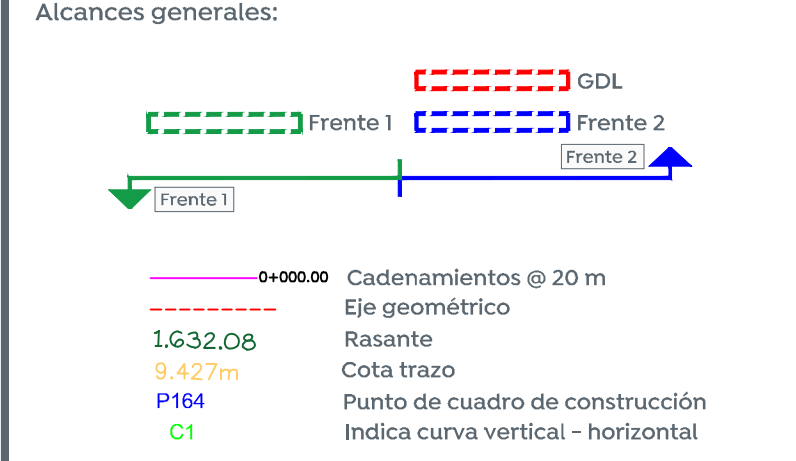 Alcances generales:
GDL
Frente 1
Frente 2
Frente 2
Frente 1
0+000.00 Cadenamientos @ 20 m
Eje geométrico
1.632.08 Rasante
9.427m Cota trazo
P164 Punto de cuadro de construcción
C1 Indica curva vertical - horizontal